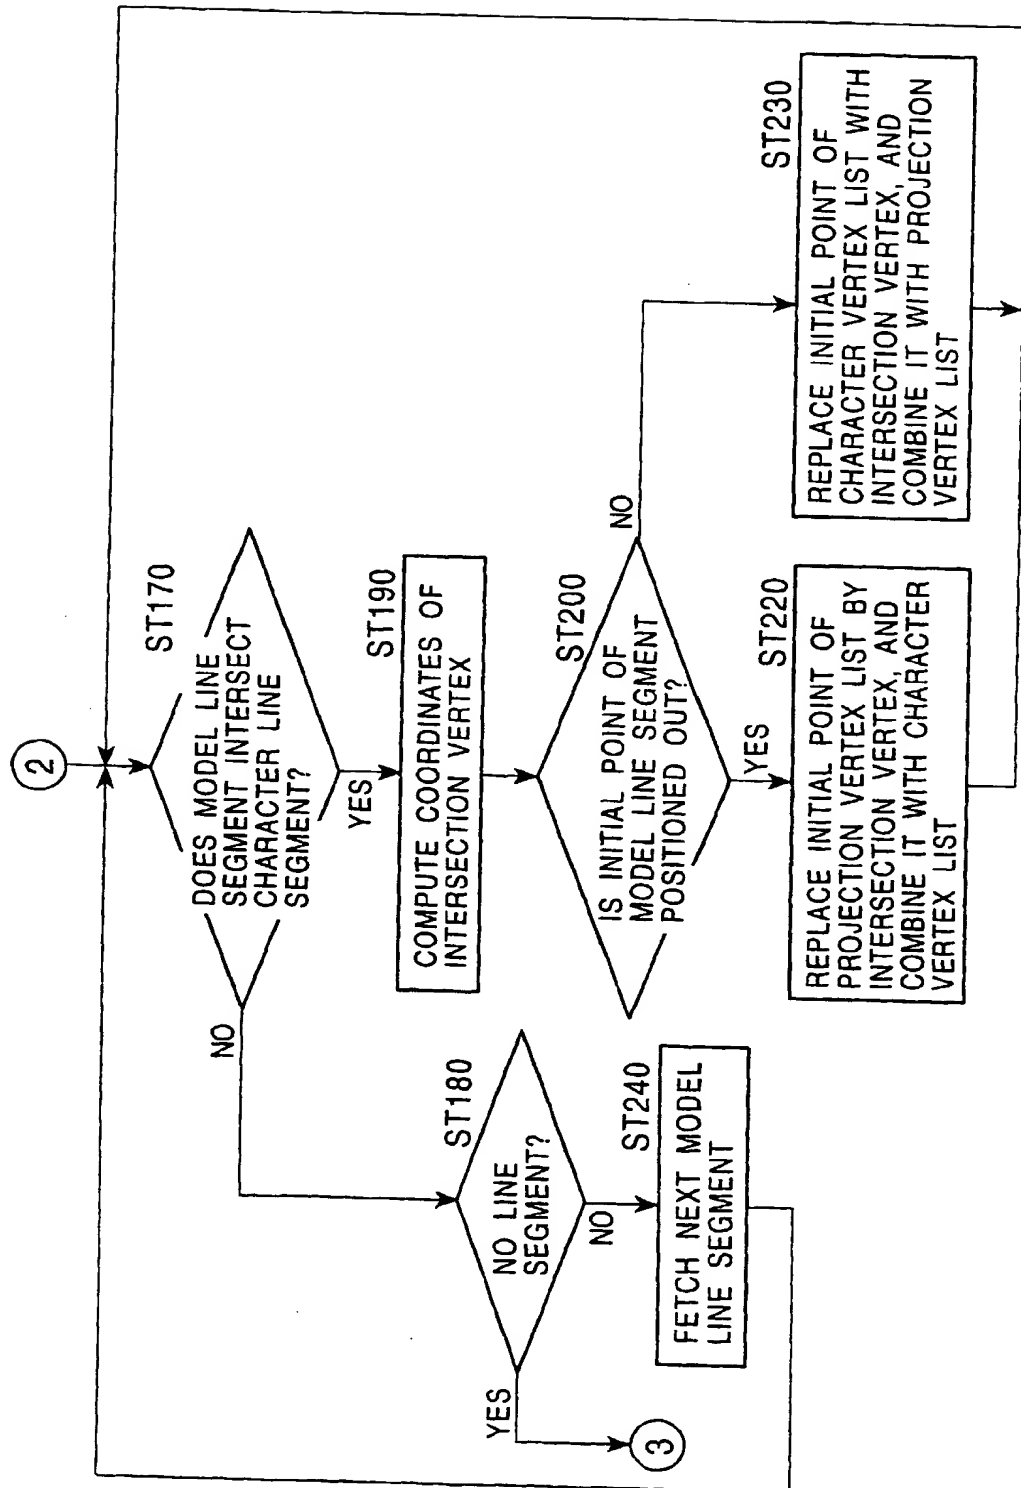 2
ST170
DOES MODEL LINE
SEGMENT INTERSECT
CHARACTER LINE
SEGMENT?
NO
YES
ST180
NO LINE
SEGMENT?
YES
NO
3
ST240
FETCH NEXT MODEL
LINE SEGMENT
ST190
COMPUTE COORDINATES OF
INTERSECTION VERTEX
ST200
IS INITIAL POINT OF
MODEL LINE SEGMENT
POSITIONED OUT?
YES
NO
ST220
REPLACE INITIAL POINT OF
PROJECTION VERTEX LIST BY
INTERSECTION VERTEX, AND
COMBINE IT WITH CHARACTER
VERTEX LIST
ST230
REPLACE INITIAL POINT OF
CHARACTER VERTEX LIST WITH
INTERSECTION VERTEX, AND
COMBINE IT WITH PROJECTION
VERTEX LIST